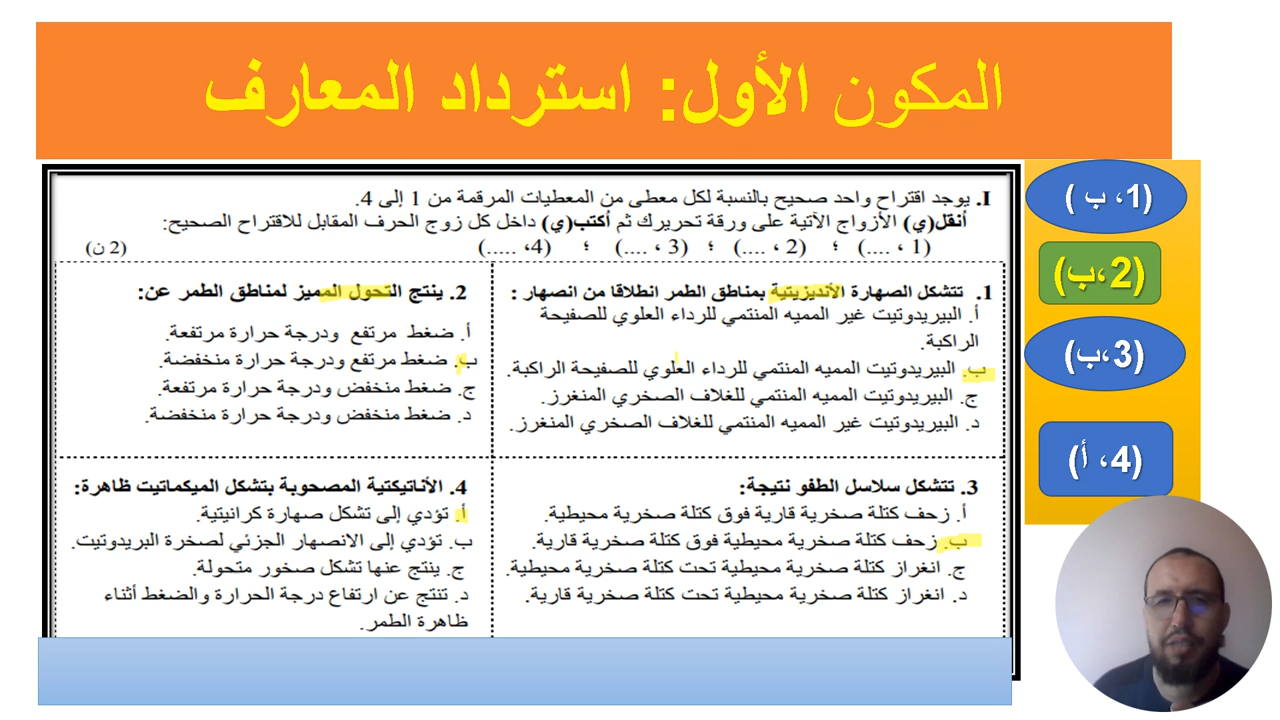 المكون الأول: استرداد المعارف
I. يوجد اقتراح واحد صحيح بالنسبة لكل معطى من المعطيات المرقمة من 1 إلى 4.
أنقل(ي) الأزواج الآتية على ورقة تحريرك ثم أكتب(ي) داخل كل زوج الحرف المقابل للاقتراح الصحيح:
(1 ، ....) ؛ (2 ، ....) ؛ (3 ، ....) ؛ (4، .....) (2 ن)
1. تتشكل الصهارة الأنديزيتية بمناطق الطمر انطلاقا من انصهار :
أ. البيريدوتيت غير المميه المنتمي للرداء العلوي للصفيحة
الراكبة.
ب. البيريدوتيت المميه المنتمي للرداء العلوي للصفيحة الراكبة.
ج. البيريدوتيت المميه المنتمي للغلاف الصخري المنغرز.
د. البيريدوتيت غير المميه المنتمي للغلاف الصخري المنغرز.
2. ينتج التحول المميز لمناطق الطمر عن:
أ. ضغط مرتفع ودرجة حرارة مرتفعة.
ب. ضغط مرتفع ودرجة حرارة منخفضة.
ج. ضغط منخفض ودرجة حرارة مرتفعة.
د. ضغط منخفض ودرجة حرارة منخفضة.
3. تتشكل سلاسل الطفو نتيجة:
أ. زحف كتلة صخرية قارية فوق كتلة صخرية محيطية.
ب. زحف كتلة صخرية محيطية فوق كتلة صخرية قارية.
ج. انغراز كتلة صخرية محيطية تحت كتلة صخرية محيطية.
د. انغراز كتلة صخرية محيطية تحت كتلة صخرية قارية.
4. الأناتيكتية المصحوبة بتشكل الميكماتيت ظاهرة:
أ. تؤدي إلى تشكل صهارة كرانيتية.
ب. تؤدي إلى الانصهار الجزئي لصخرة البريدوتيت.
ج. ينتج عنها تشكل صخور متحولة.
د. تنتج عن ارتفاع درجة الحرارة والضغط أثناء
ظاهرة الطمر.
(1، ب )
(2،ب)
(3،ب)
(4، أ)